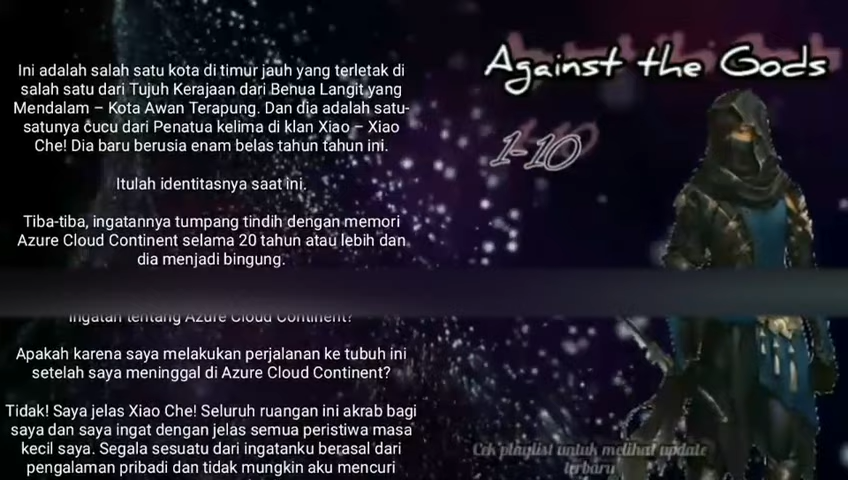 Ini adalah salah satu kota di timur jauh yang terletak di
salah satu dari Tujuh Kerajaan dari Benua Langit yang
Mendalam – Kota Awan Terapung. Dan dia adalah satu-
satunya cucu dari Penatua kelima di klan Xiao – Xiao
Che! Dia baru berusia enam belas tahun tahun ini.
Itulah identitasnya saat ini.
Tiba-tiba, ingatannya tumpang tindih dengan memori
Azure Cloud Continent selama 20 tahun atau lebih dan
dia menjadi bingung.
ingatan tentang Azure Cloud Continent?
Apakah karena saya melakukan perjalanan ke tubuh ini
setelah saya meninggal di Azure Cloud Continent?
Tidak! Saya jelas Xiao Che! Seluruh ruangan ini akrab bagi
saya dan saya ingat dengan jelas semua peristiwa masa
kecil saya. Segala sesuatu dari ingatanku berasal dari
pengalaman pribadi dan tidak mungkin aku mencuri
Against the Gods
1-10
Cek playlist untuk melihat update
terbaru